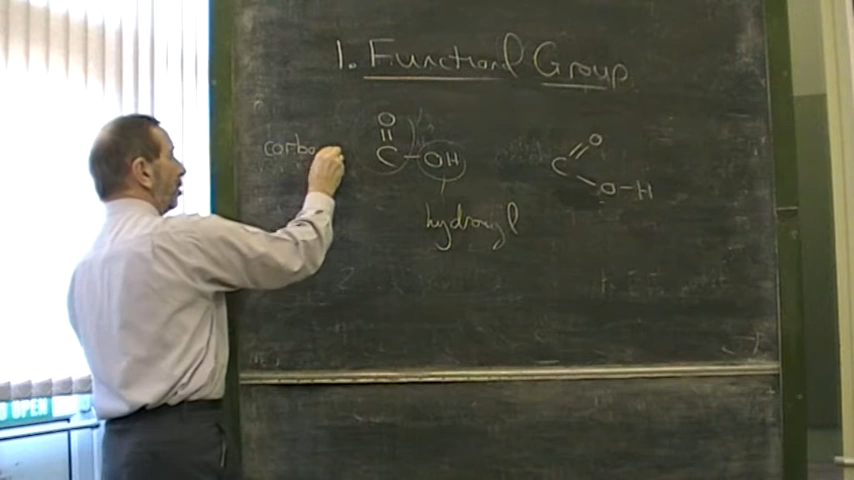 1. Functional Group
O O
carbo C - OH C
O - H
hydroxyl
OPEN